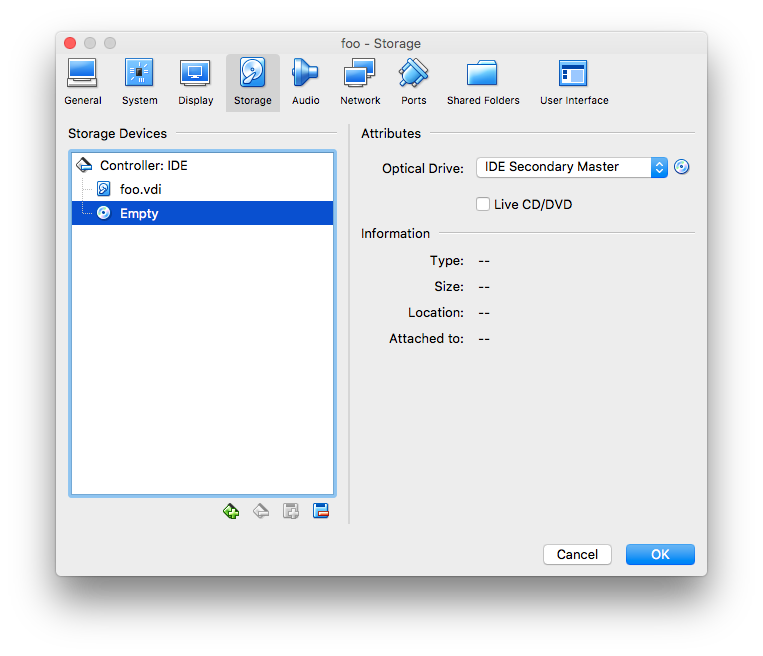 foo - Storage
General System Display Storage Audio Network Ports Shared Folders User Interface
Storage Devices
Controller: IDE
foo.vdi
Empty
Attributes
Optical Drive: IDE Secondary Master
Live CD/DVD
Information
Type: --
Size: --
Location: --
Attached to: --
Cancel OK